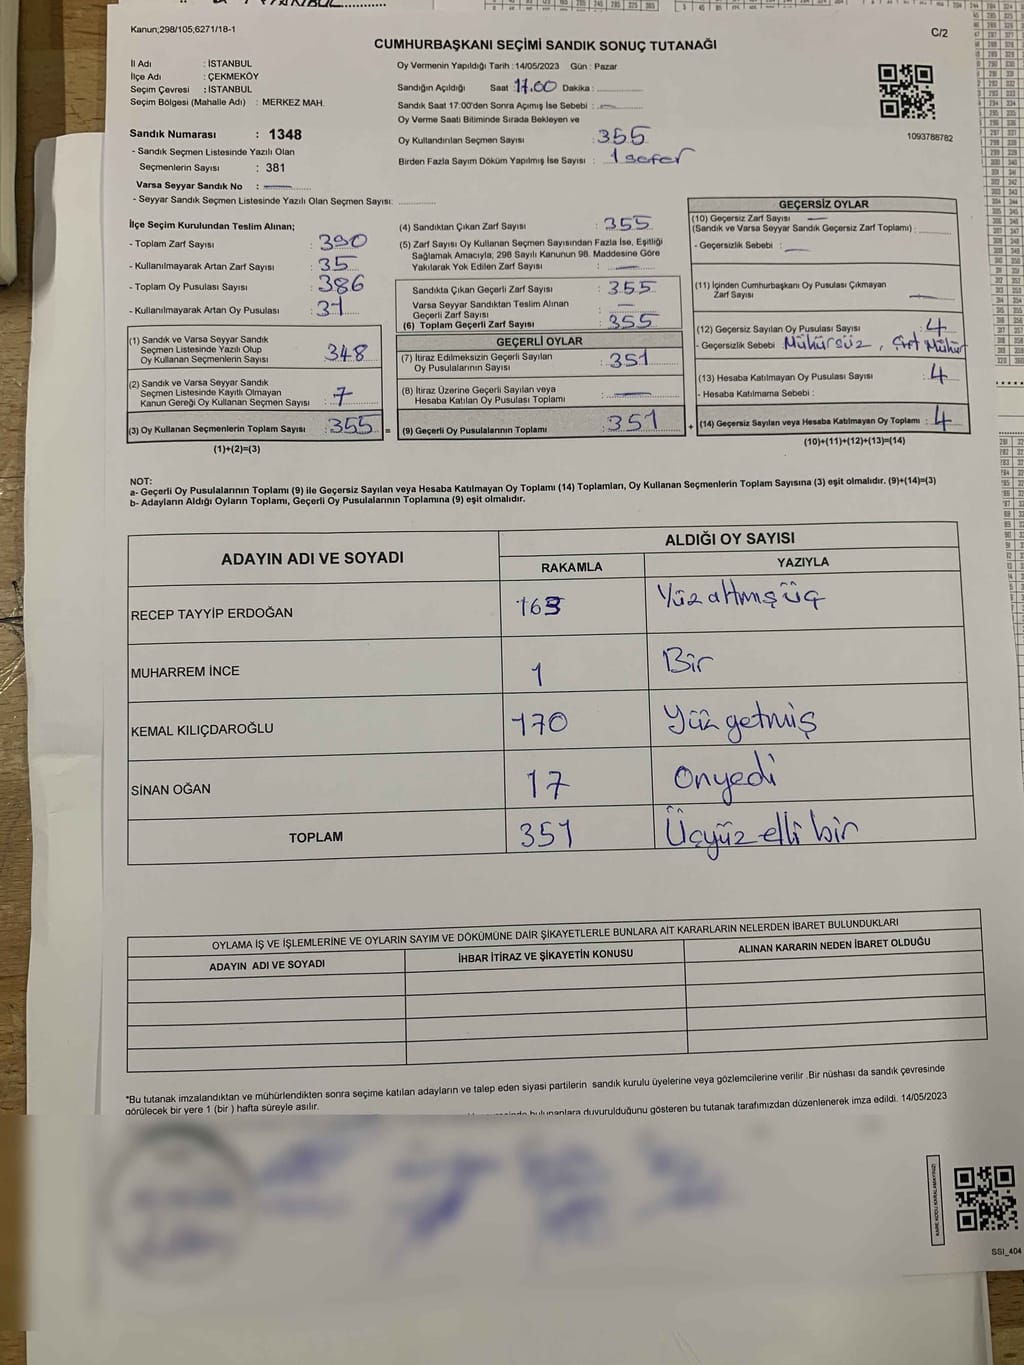 Kanun;298/105,6271/18-1
C/2
CUMHURBAŞKANI SEÇİMİ SANDIK SONUÇ TUTANAĞI
İl Adı : İSTANBUL
İlçe Adı : ÇEKMEKÖY
Seçim Çevresi : İSTANBUL
Seçim Bölgesi (Mahalle Adı) : MERKEZ MAH.
Oy Vermenin Yapıldığı Tarih :14/05/2023 Gün : Pazar
Sandığın Açıldığı Saat 17.00 Dakika :
Sandık Saat 17:00'den Sonra Açımış İse Sebebi :
Oy Verme Saati Bitiminde Sırada Bekleyen ve
Oy Kullandırılan Seçmen Sayısı : 355
Birden Fazla Sayım Döküm Yapılmış İse Sayısı : 1 sefer
1093788782
Sandık Numarası : 1348
- Sandık Seçmen Listesinde Yazılı Olan
Seçmenlerin Sayısı : 381
Varsa Seyyar Sandık No :
- Seyyar Sandık Seçmen Listesinde Yazılı Olan Seçmen Sayısı:
İlçe Seçim Kurulundan Teslim Alınan;
- Toplam Zarf Sayısı : 390
- Kullanılmayarak Artan Zarf Sayısı : 35
- Toplam Oy Pusulası Sayısı : 386
- Kullanılmayarak Artan Oy Pusulası : 31
(1) Sandık ve Varsa Seyyar Sandık
Seçmen Listesinde Yazılı Olup
Oy Kullanan Seçmenlerin Sayısı : 348
(2) Sandık ve Varsa Seyyar Sandık
Seçmen Listesinde Kayıtlı Olmayan
Kanun Gereği Oy Kullanan Seçmen Sayısı : 7
(3) Oy Kullanan Seçmenlerin Toplam Sayısı : 355 =
(1)+(2)=(3)
(4) Sandıktan Çıkan Zarf Sayısı : 355
(5) Zarf Sayısı Oy Kullanan Seçmen Sayısından Fazla İse, Eşitliği
Sağlamak Amacıyla; 298 Sayılı Kanunun 98. Maddesine Göre
Yakılarak Yok Edilen Zarf Sayısı :
Sandıkta Çıkan Geçerli Zarf Sayısı : 355
Varsa Seyyar Sandıktan Teslim Alınan
Geçerli Zarf Sayısı :
(6) Toplam Geçerli Zarf Sayısı : 355
GEÇERLİ OYLAR
(7) İtiraz Edilmeksizin Geçerli Sayılan
Oy Pusulalarının Sayısı : 351
(8) İtiraz Üzerine Geçerli Sayılan veya
Hesaba Katılan Oy Pusulası Toplamı :
(9) Geçerli Oy Pusulalarının Toplamı : 351 +
GEÇERSİZ OYLAR
(10) Geçersiz Zarf Sayısı
(Sandık ve Varsa Seyyar Sandık Geçersiz Zarf Toplamı) :
- Geçersizlik Sebebi :
(11) İçinden Cumhurbaşkanı Oy Pusulası Çıkmayan
Zarf Sayısı
(12) Geçersiz Sayılan Oy Pusulası Sayısı : 4
- Geçersizlik Sebebi Mühürsüz , Çift Mühür
(13) Hesaba Katılmayan Oy Pusulası Sayısı : 4
- Hesaba Katılmama Sebebi :
(14) Geçersiz Sayılan veya Hesaba Katılmayan Oy Toplamı : 4
(10)+(11)+(12)+(13)=(14)
NOT:
a- Geçerli Oy Pusulalarının Toplamı (9) ile Geçersiz Sayılan veya Hesaba Katılmayan Oy Toplamı (14) Toplamları, Oy Kullanan Seçmenlerin Toplam Sayısına (3) eşit olmalıdır. (9)+(14)=(3)
b- Adayların Aldığı Oyların Toplamı, Geçerli Oy Pusulalarının Toplamına (9) eşit olmalıdır.
ADAYIN ADI VE SOYADI
ALDIĞI OY SAYISI
RAKAMLA YAZIYLA
RECEP TAYYİP ERDOĞAN 163 Yüz altmış üç
MUHARREM İNCE 1 Bir
KEMAL KILIÇDAROĞLU 170 Yüz yetmiş
SİNAN OĞAN 17 Onyedi
TOPLAM 351 Üçyüz elli bir
OYLAMA İŞ VE İŞLEMLERİNE VE OYLARIN SAYIM VE DÖKÜMÜNE DAİR ŞİKAYETLERLE BUNLARA AİT KARARLARIN NELERDEN İBARET BULUNDUKLARI
ADAYIN ADI VE SOYADI İHBAR İTİRAZ VE ŞİKAYETİN KONUSU ALINAN KARARIN NEDEN İBARET OLDUĞU
*Bu tutanak imzalandıktan ve mühürlendikten sonra seçime katılan adayların ve talep eden siyasi partilerin sandık kurulu üyelerine veya gözlemcilerine verilir .Bir nüshası da sandık çevresinde
görülecek bir yere 1 (bir ) hafta süreyle asılır.
bulunanlara duyurulduğunu gösteren bu tutanak tarafımızdan düzenlenerek imza edildi. 14/05/2023
KARE KODU KARALAMAYINIZ!
SSI_404